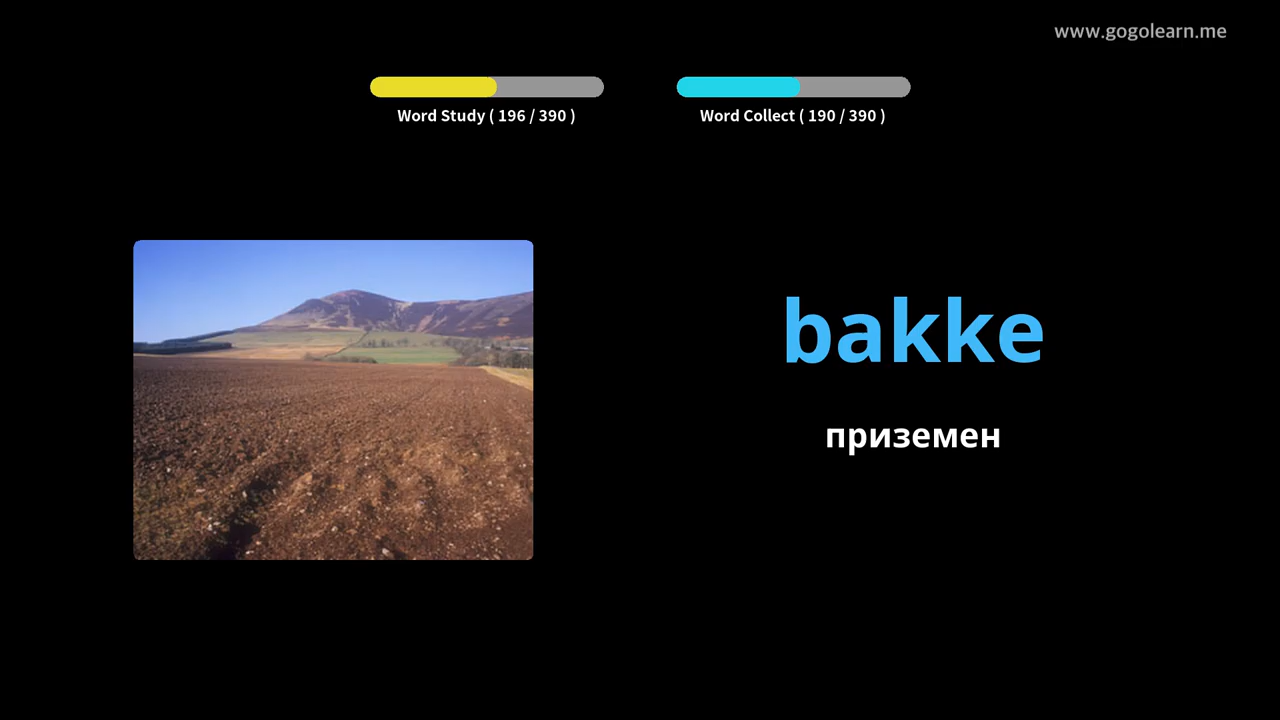 www.gogolearn.me
Word Study ( 196 / 390 )
Word Collect ( 190 / 390 )
bakke
приземен